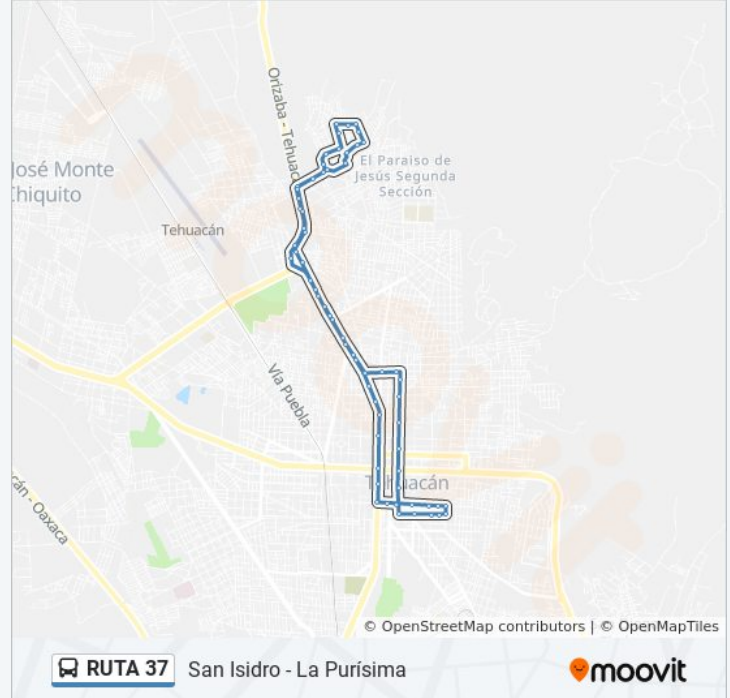 Orizaba - Tehuac
El Paraiso de
Jesús Segunda
Sección
José Monte
Chiquito
Tehuacán
Vía Puebla
Tehuacán
cán - Oaxaca
© OpenStreetMap contributors | © OpenMapTiles
RUTA 37 San Isidro - La Purísima
moovit